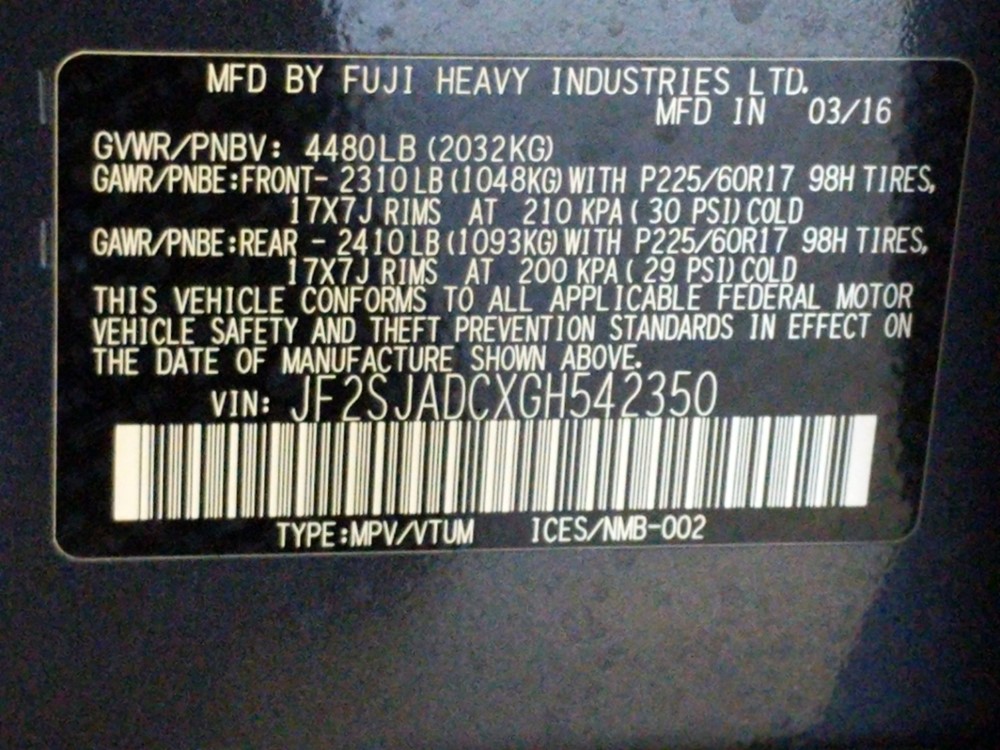 MFD BY FUJI HEAVY INDUSTRIES LTD.
MFD IN 03/16
GVWR/PNBV: 4480LB (2032KG)
GAWR/PNBE:FRONT- 2310 LB (1048KG) WITH P225/60R17 98H TIRES,
17X7J RIMS AT 210 KPA ( 30 PSI) COLD
GAWR/PNBE:REAR - 2410 LB (1093KG) WITH P225/60R17 98H TIRES,
17X7J RIMS AT 200 KPA ( 29 PSI) COLD
THIS VEHICLE CONFORMS TO ALL APPLICABLE FEDERAL MOTOR
VEHICLE SAFETY AND THEFT PREVENTION STANDARDS IN EFFECT ON
THE DATE OF MANUFACTURE SHOWN ABOVE.
VIN: JF2SJADCXGH542350
TYPE:MPV/VTUM ICES/NMB-002